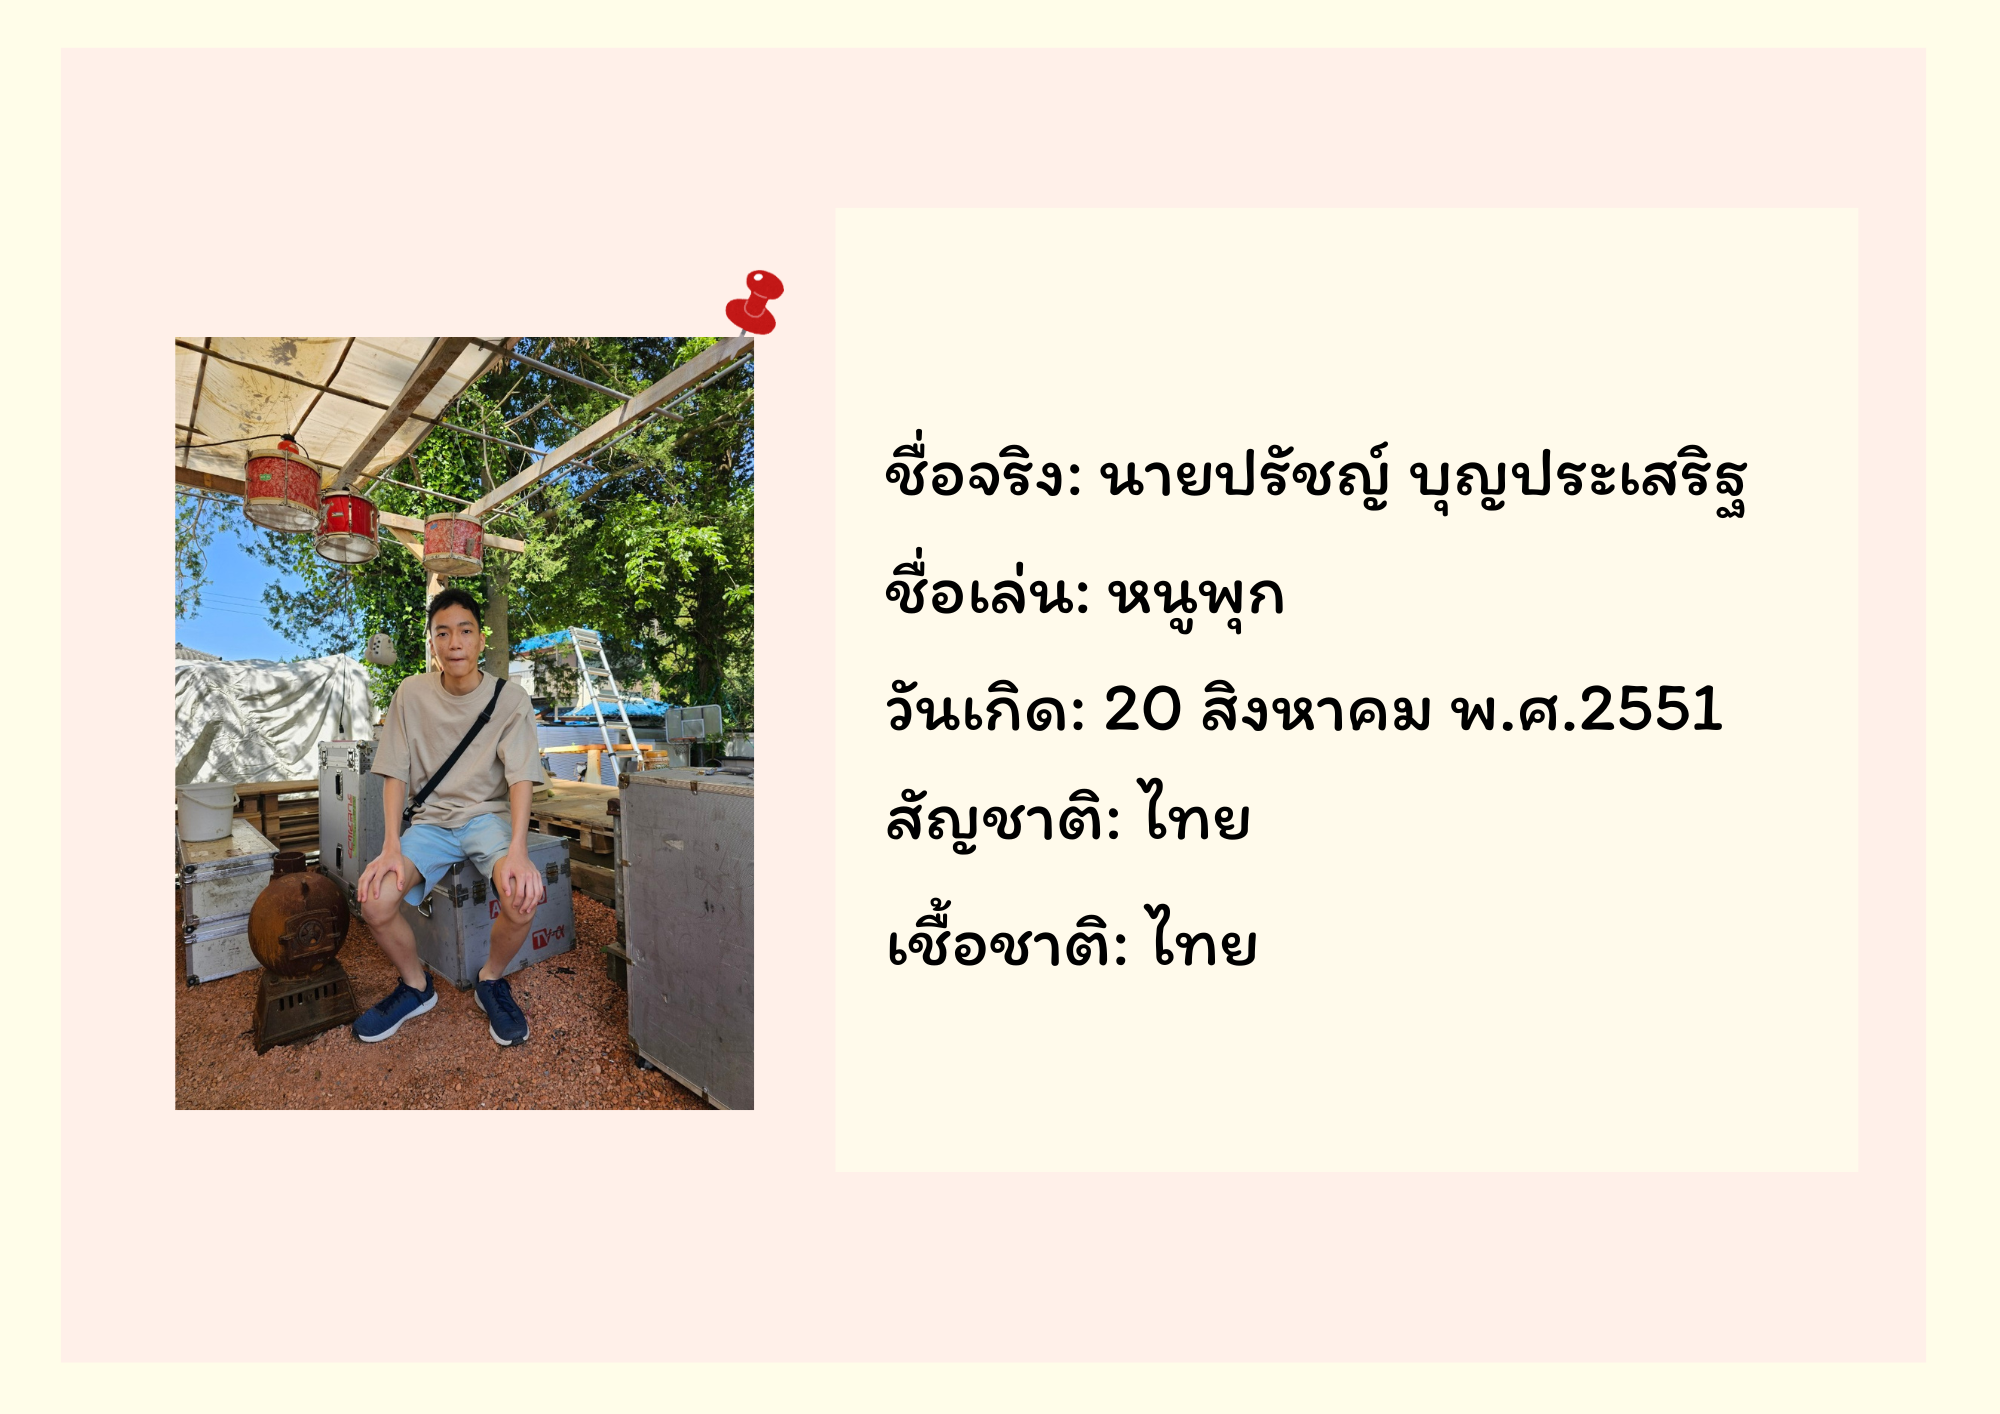 ชื่อจริง: นายปรัชญ์ บุญประเสริฐ
ชื่อเล่น: หนูพุก
วันเกิด: 20 สิงหาคม พ.ศ.2551
สัญชาติ: ไทย
เชื้อชาติ: ไทย